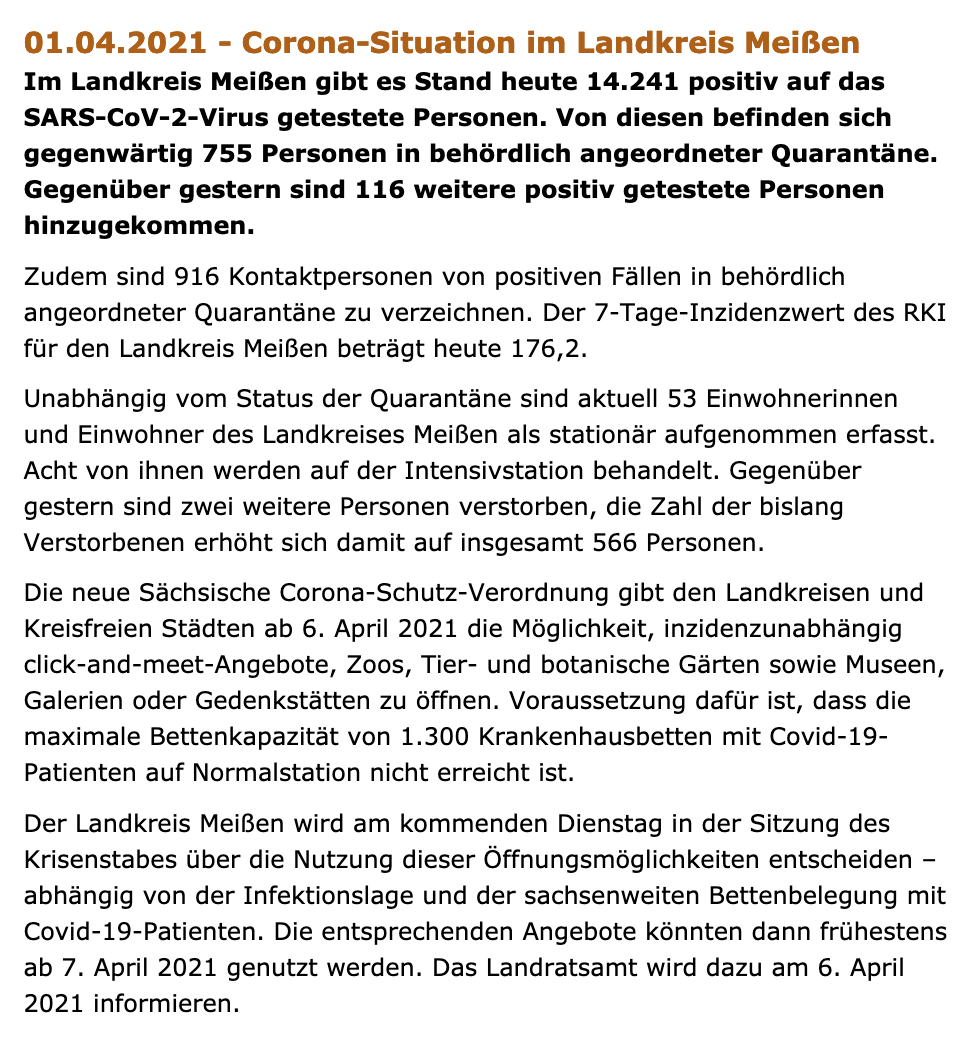 01.04.2021 - Corona-Situation im Landkreis Meißen
Im Landkreis Meißen gibt es Stand heute 14.241 positiv auf das
SARS-CoV-2-Virus getestete Personen. Von diesen befinden sich
gegenwärtig 755 Personen in behördlich angeordneter Quarantäne.
Gegenüber gestern sind 116 weitere positiv getestete Personen
hinzugekommen.
Zudem sind 916 Kontaktpersonen von positiven Fällen in behördlich
angeordneter Quarantäne zu verzeichnen. Der 7-Tage-Inzidenzwert des RKI
für den Landkreis Meißen beträgt heute 176,2.
Unabhängig vom Status der Quarantäne sind aktuell 53 Einwohnerinnen
und Einwohner des Landkreises Meißen als stationär aufgenommen erfasst.
Acht von ihnen werden auf der Intensivstation behandelt. Gegenüber
gestern sind zwei weitere Personen verstorben, die Zahl der bislang
Verstorbenen erhöht sich damit auf insgesamt 566 Personen.
Die neue Sächsische Corona-Schutz-Verordnung gibt den Landkreisen und
Kreisfreien Städten ab 6. April 2021 die Möglichkeit, inzidenzunabhängig
click-and-meet-Angebote, Zoos, Tier- und botanische Gärten sowie Museen,
Galerien oder Gedenkstätten zu öffnen. Voraussetzung dafür ist, dass die
maximale Bettenkapazität von 1.300 Krankenhausbetten mit Covid-19-
Patienten auf Normalstation nicht erreicht ist.
Der Landkreis Meißen wird am kommenden Dienstag in der Sitzung des
Krisenstabes über die Nutzung dieser Öffnungsmöglichkeiten entscheiden –
abhängig von der Infektionslage und der sachsenweiten Bettenbelegung mit
Covid-19-Patienten. Die entsprechenden Angebote könnten dann frühestens
ab 7. April 2021 genutzt werden. Das Landratsamt wird dazu am 6. April
2021 informieren.